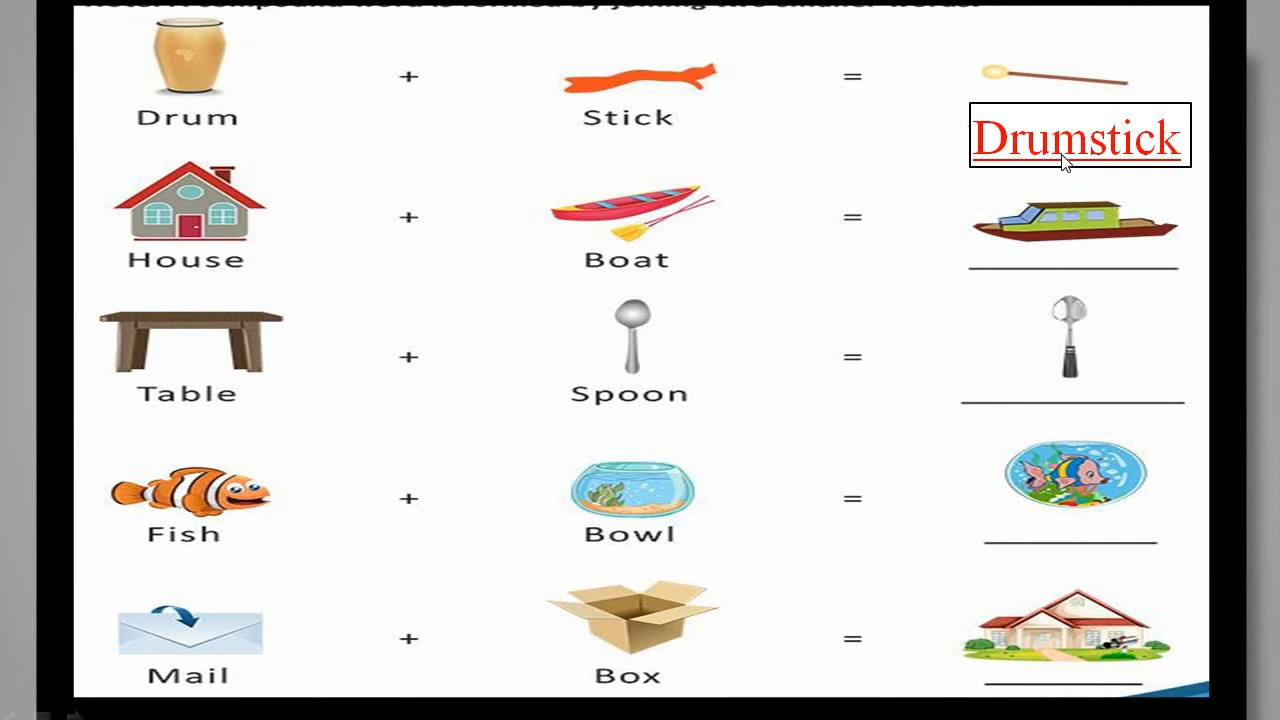 Drum + Stick =
Drumstick
House + Boat =
Table + Spoon =
Fish + Bowl =
Mail + Box =